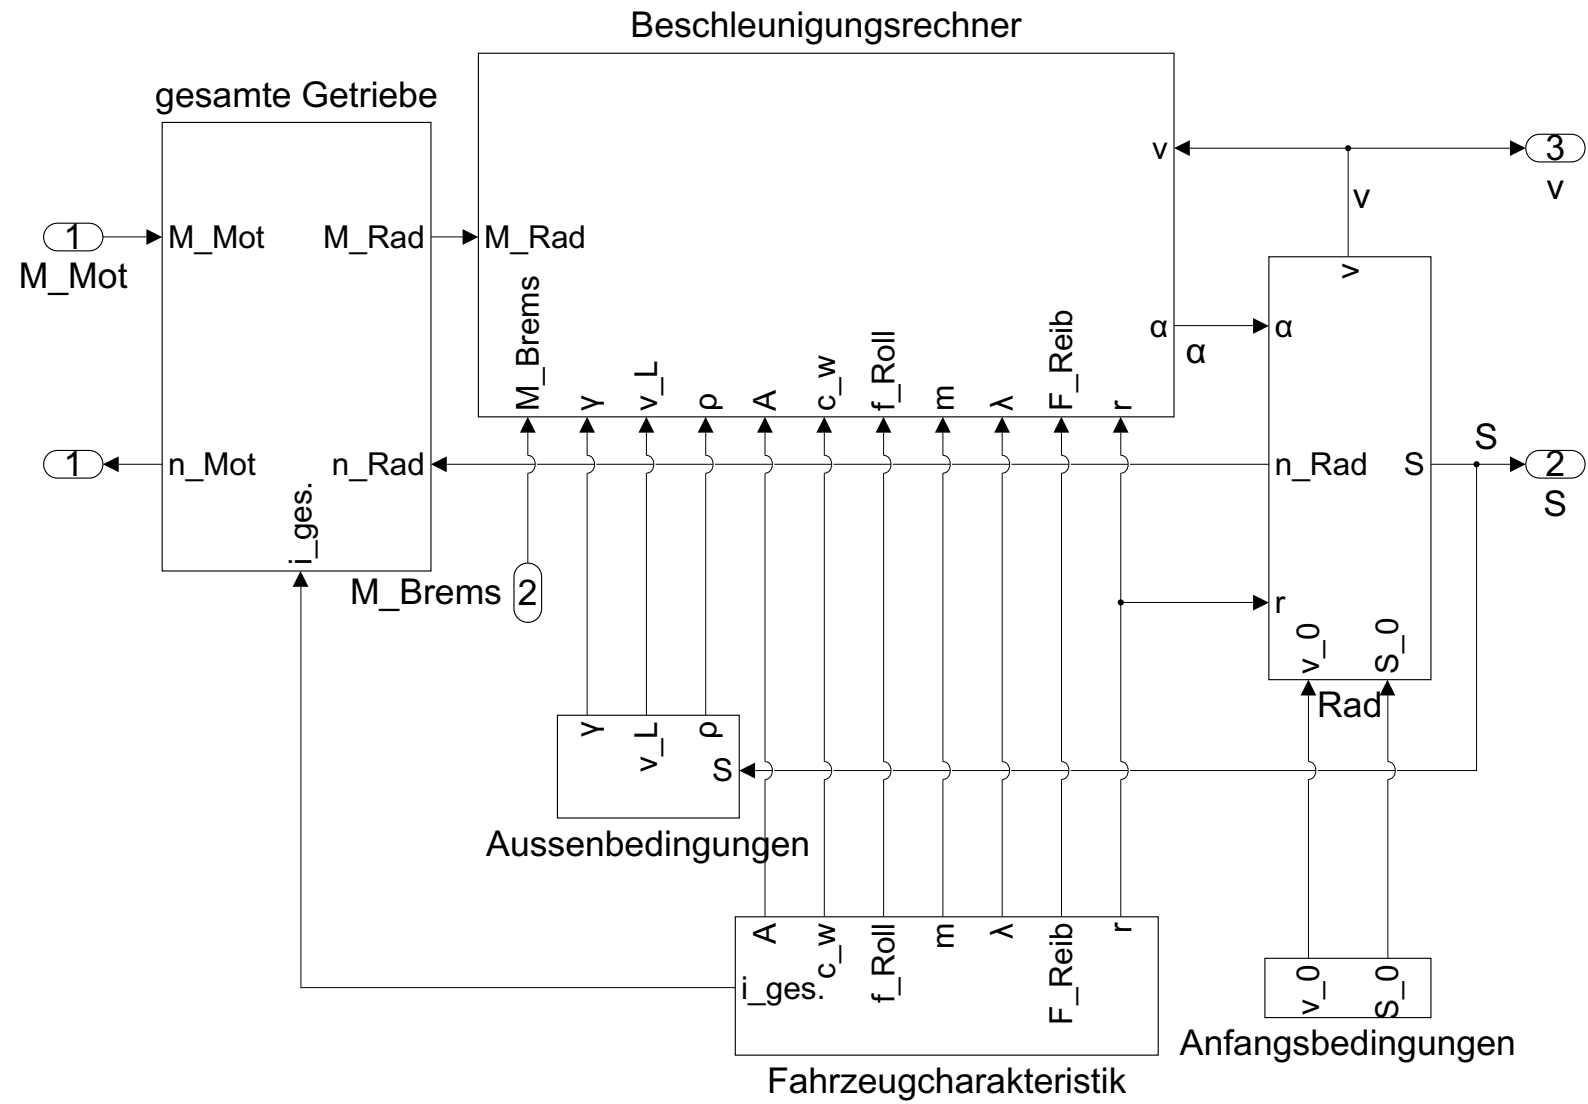 Beschleunigungsrechner
gesamte Getriebe
v
3
v
v
1
M_Mot
M_Mot
M_Rad
M_Rad
v
α
α
α
M_Brems
γ
v_L
ρ
A
c_w
f_Roll
m
λ
F_Reib
r
1
n_Mot
n_Rad
i_ges.
n_Rad
S
S
2
S
M_Brems
2
r
v_0
S_0
Rad
γ
v_L
ρ
S
Aussenbedingungen
A
c_w
f_Roll
m
λ
F_Reib
r
i_ges.
Fahrzeugcharakteristik
v_0
S_0
Anfangsbedingungen